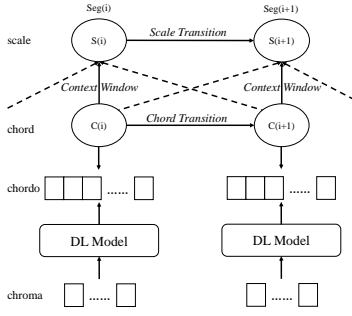 Seg(i) Seg(i+1)
scale S(i) Scale Transition S(i+1)
Context Window Context Window
chord C(i) Chord Transition C(i+1)
chordo ...... ......
DL Model DL Model
chroma ...... ......